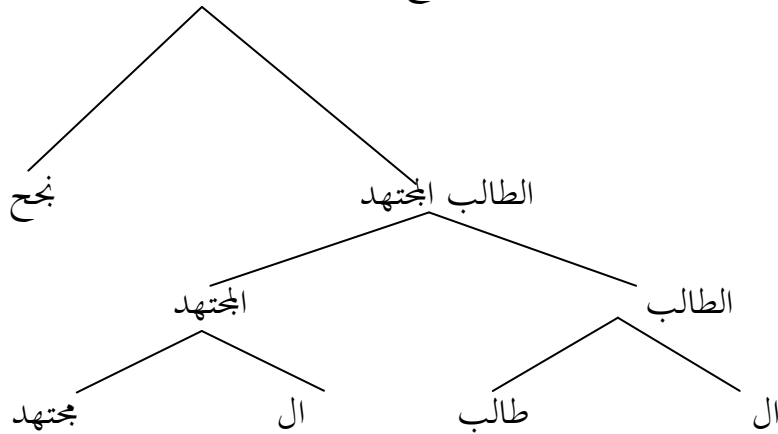 الطالب المجتهد نجح
الطالب المجتهد
ال طالب ال مجتهد